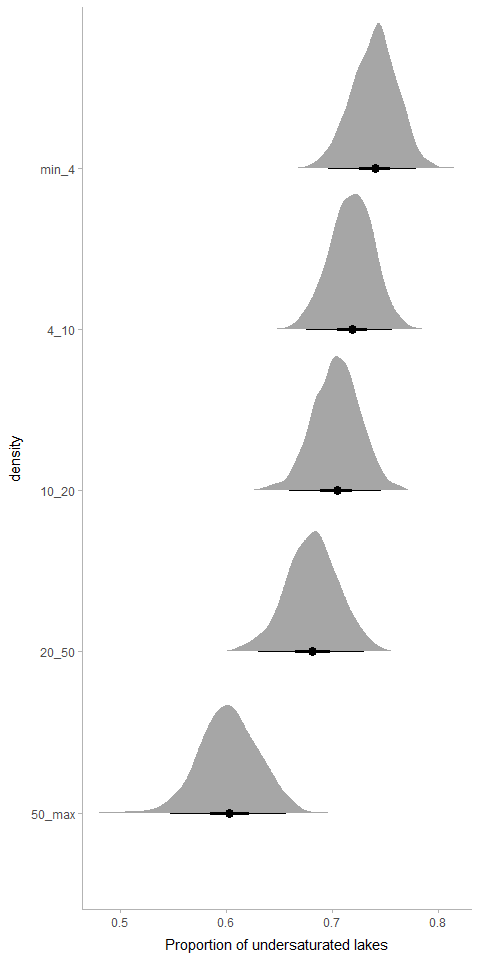 min_4
4_10
10_20
20_50
50_max
density
0.5 0.6 0.7 0.8
Proportion of undersaturated lakes